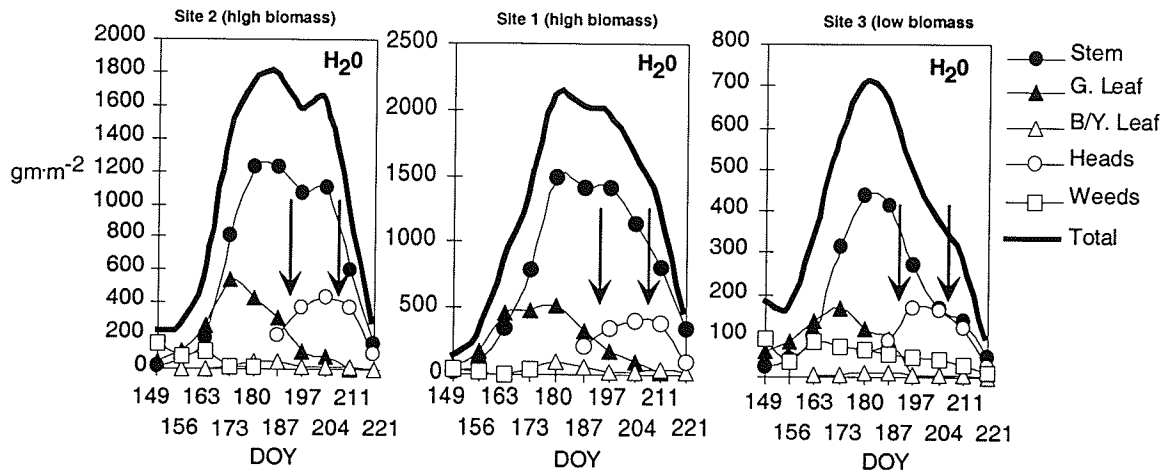 Site 2 (high biomass)
Site 1 (high biomass)
Site 3 (low biomass
gm·m-2
2000
1800
1600
1400
1200
1000
800
600
400
200
0
H20
149 163 180 197 211
156 173 187 204 221
DOY
2500
2000
1500
1000
500
0
H20
149 163 180 197 211
156 173 187 204 221
DOY
800
700
600
500
400
300
200
100
H20
149 163 180 197 211
156 173 187 204 221
DOY
Stem
G. Leaf
B/Y. Leaf
Heads
Weeds
Total